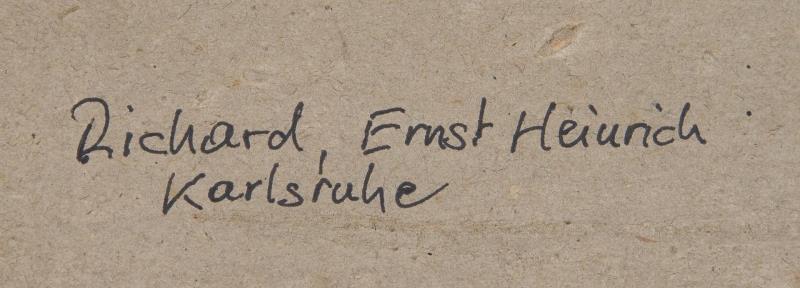 Richard, Ernst Heinrich
Karlsruhe